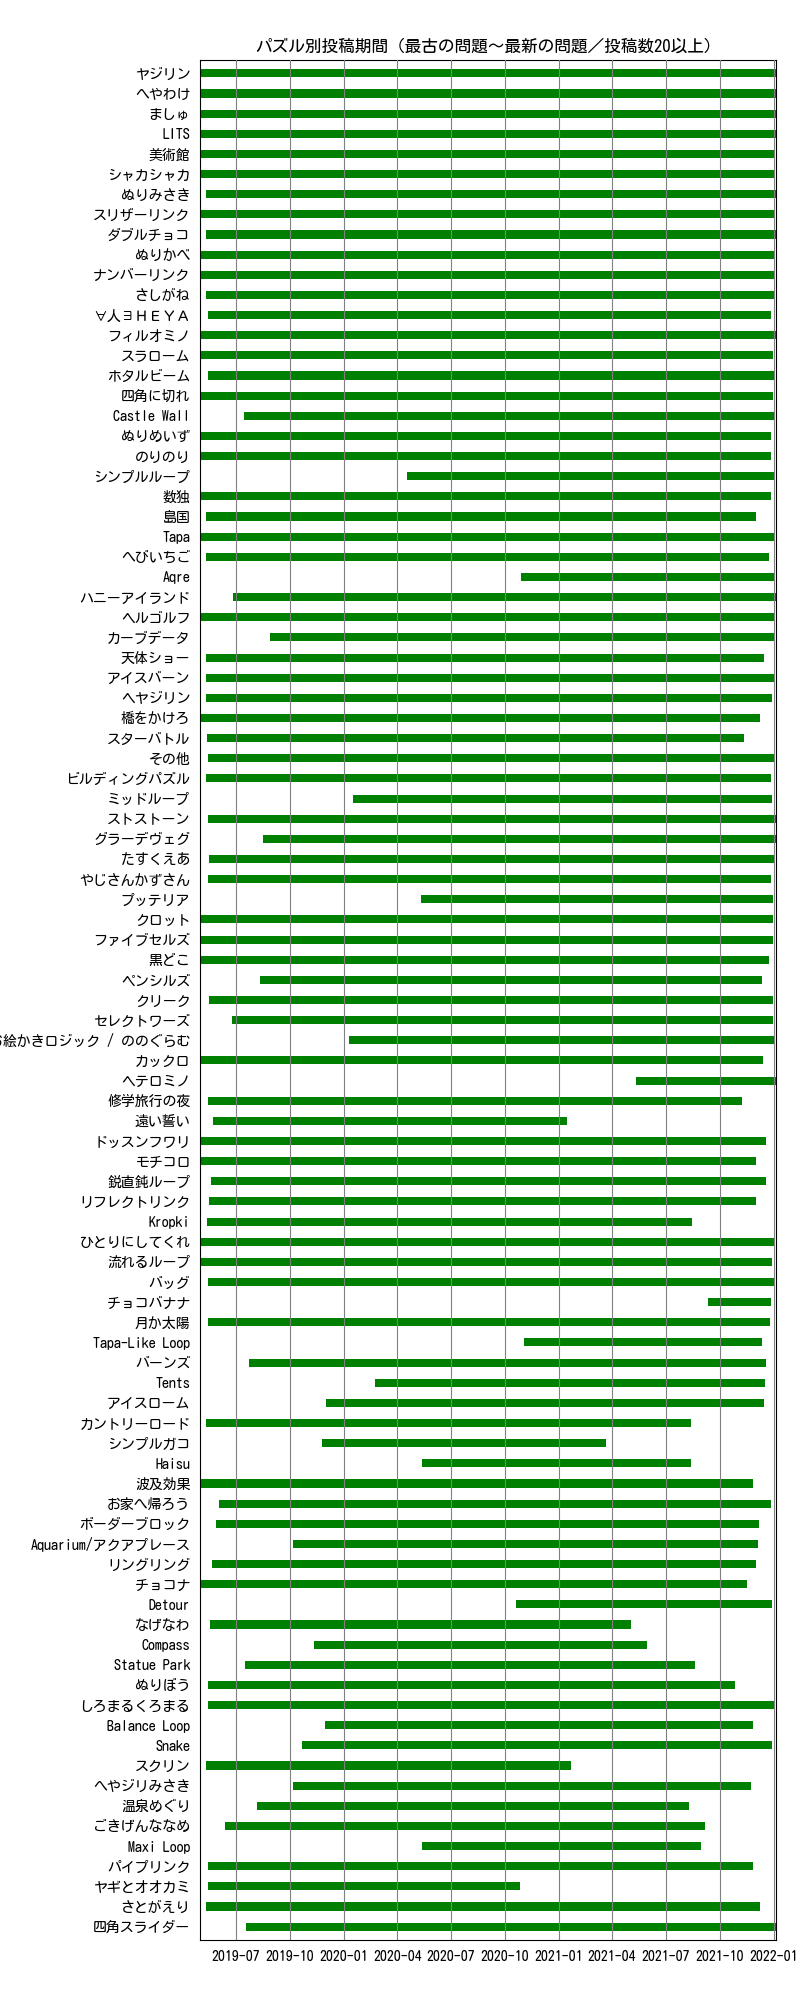 パズル別投稿期間（最古の問題～最新の問題／投稿数20以上）
ヤジリン
へやわけ
ましゅ
LITS
美術館
シャカシャカ
ぬりみさき
スリザーリンク
ダブルチョコ
ぬりかべ
ナンバーリンク
さしがね
∀人∃ＨＥＹＡ
フィルオミノ
スラローム
ホタルビーム
四角に切れ
Castle Wall
ぬりめいず
のりのり
シンプルループ
数独
島国
Tapa
へびいちご
Aqre
ハニーアイランド
ヘルゴルフ
カーブデータ
天体ショー
アイスバーン
ヘヤジリン
橋をかけろ
スターバトル
その他
ビルディングパズル
ミッドループ
ストストーン
グラーデヴェグ
たすくえあ
やじさんかずさん
プッテリア
クロット
ファイブセルズ
黒どこ
ペンシルズ
クリーク
セレクトワーズ
絵かきロジック / ののぐらむ
カックロ
ヘテロミノ
修学旅行の夜
遠い誓い
ドッスンフワリ
モチコロ
鋭直鈍ループ
リフレクトリンク
Kropki
ひとりにしてくれ
流れるループ
バッグ
チョコバナナ
月か太陽
Tapa-Like Loop
バーンズ
Tents
アイスローム
カントリーロード
シンプルガコ
Haisu
波及効果
お家へ帰ろう
ボーダーブロック
Aquarium/アクアプレース
リングリング
チョコナ
Detour
なげなわ
Compass
Statue Park
ぬりぼう
しろまるくろまる
Balance Loop
Snake
スクリン
へやジリみさき
温泉めぐり
ごきげんななめ
Maxi Loop
パイプリンク
ヤギとオオカミ
さとがえり
四角スライダー
2019-07 2019-10 2020-01 2020-04 2020-07 2020-10 2021-01 2021-04 2021-07 2021-10 2022-01